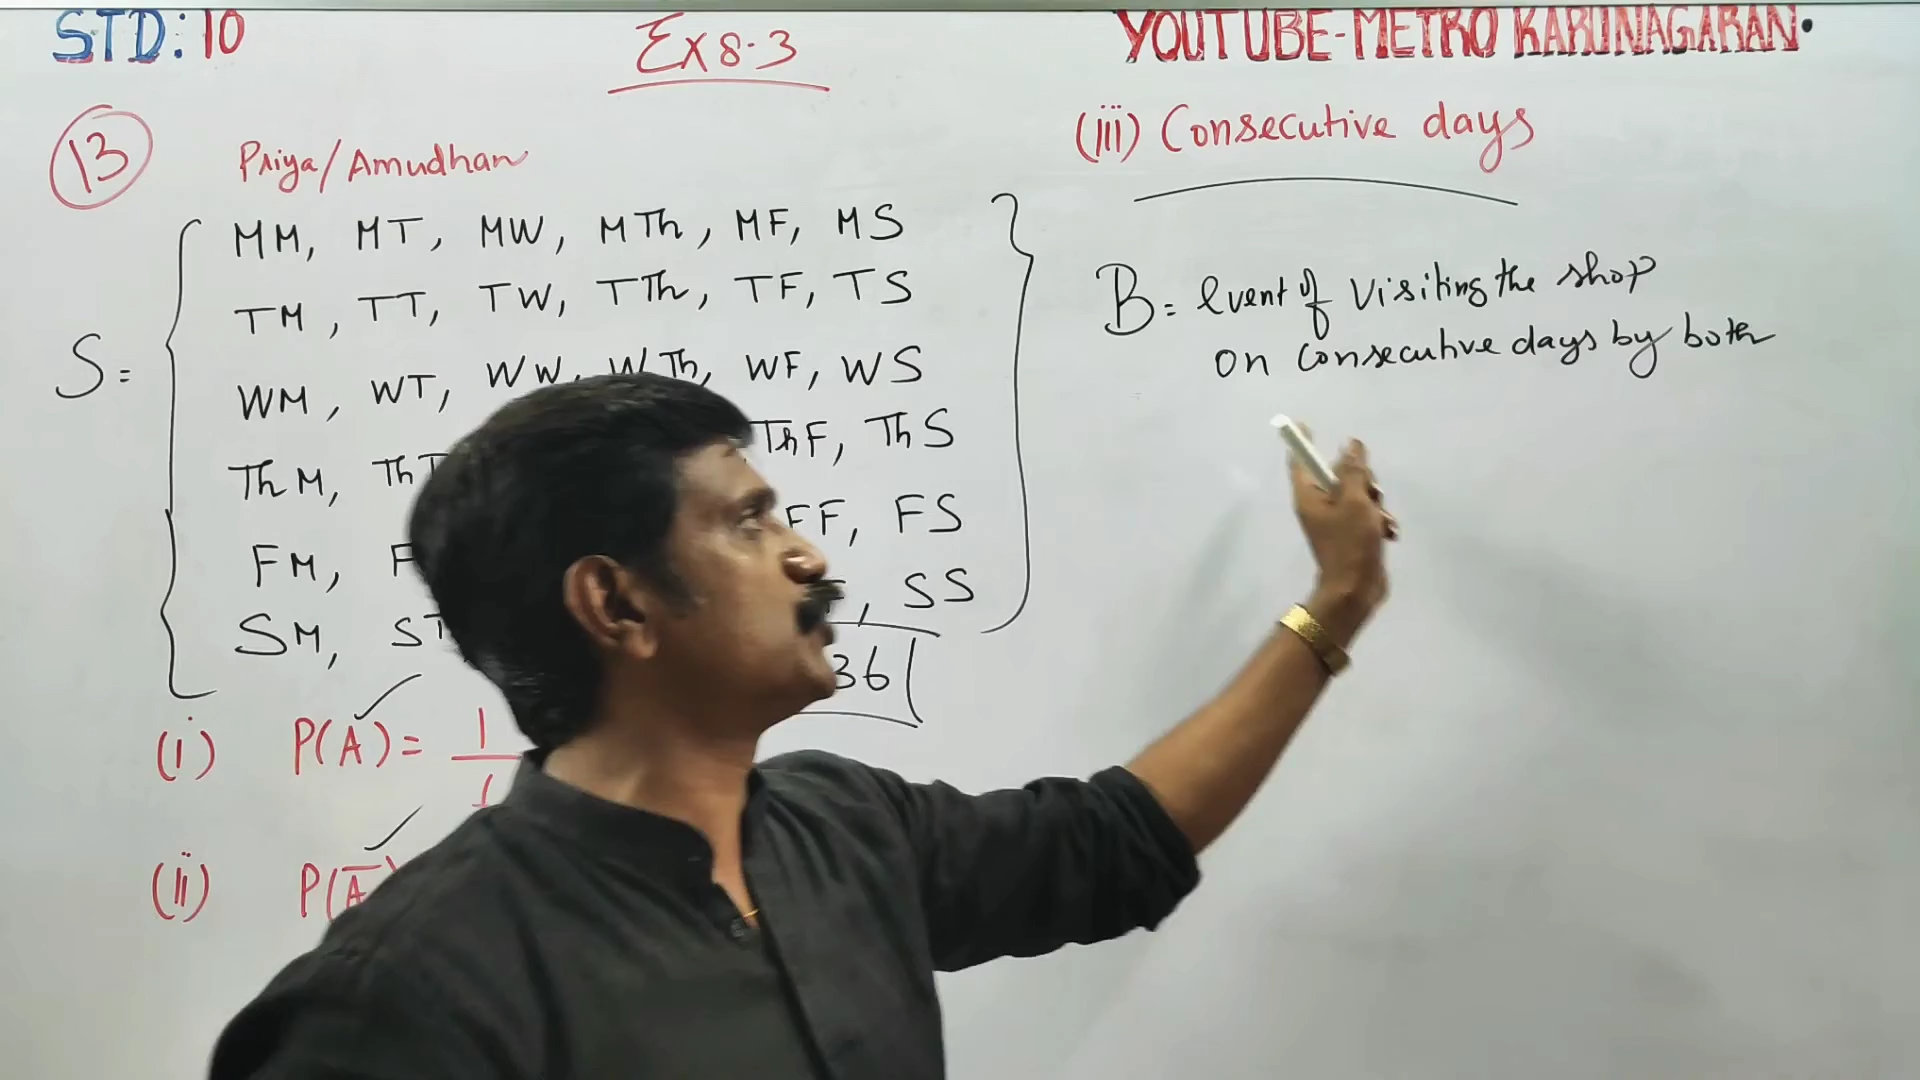 STD: 10
Ex 8.3
YOUTUBE-METRO KARUNAGARAN.
13
Priya/Amudhan
S = { MM, MT, MW, MTh, MF, MS
TM, TT, TW, TTh, TF, TS
WM, WT, WW, WTh, WF, WS
ThM, ThT ThF, ThS
FM, F FF, FS
SM, ST , SS }
36
(i) P(A) = 1
(ii) P(A̅)
(iii) Consecutive days
B = Event of visiting the shop
on consecutive days by both